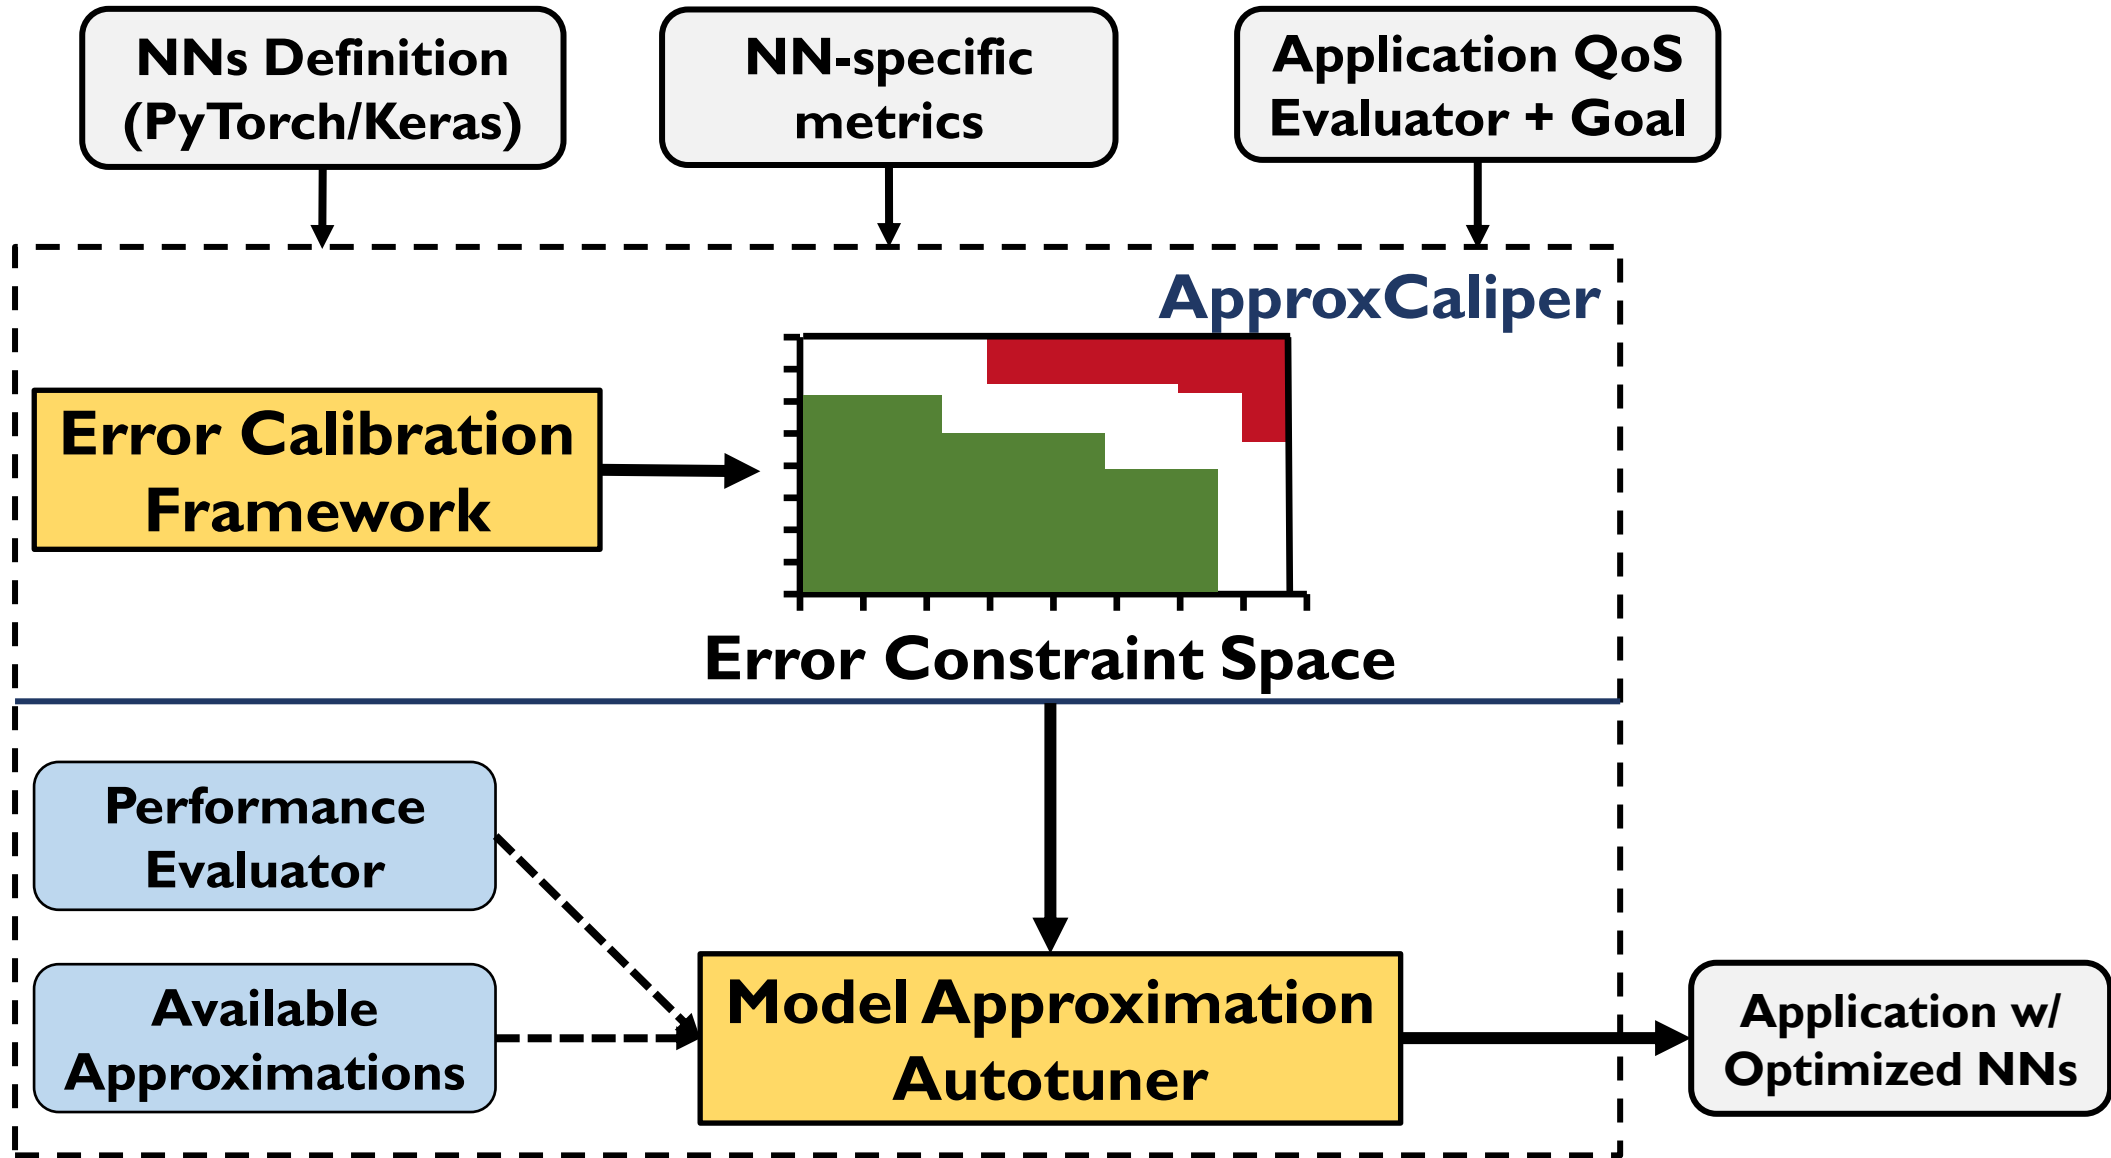 NNs Definition
(PyTorch/Keras)
NN-specific
metrics
Application QoS
Evaluator + Goal
ApproxCaliper
Error Calibration
Framework
Error Constraint Space
Performance
Evaluator
Available
Approximations
Model Approximation
Autotuner
Application w/
Optimized NNs